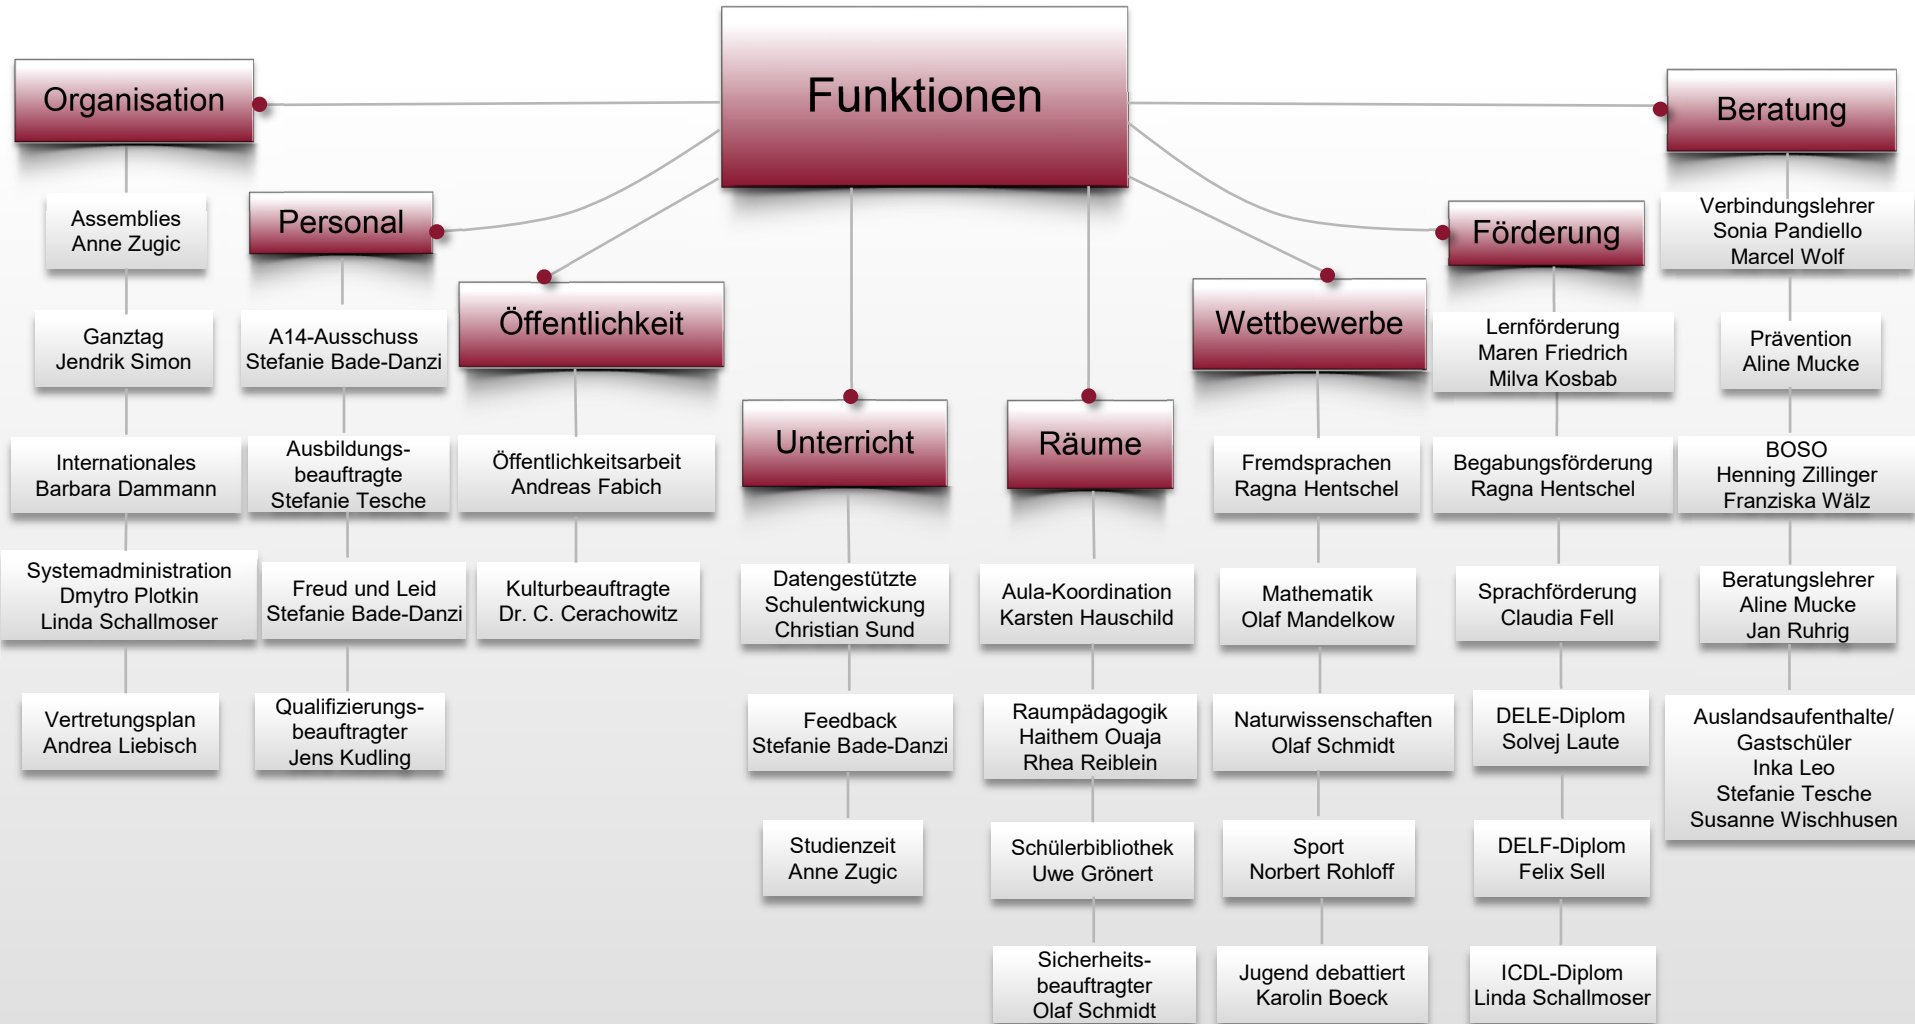 Funktionen
Organisation
Assemblies
Anne Zugic
Ganztag
Jendrik Simon
Internationales
Barbara Dammann
Systemadministration
Dmytro Plotkin
Linda Schallmoser
Vertretungsplan
Andrea Liebisch
Personal
A14-Ausschuss
Stefanie Bade-Danzi
Ausbildungs-
beauftragte
Stefanie Tesche
Freud und Leid
Stefanie Bade-Danzi
Qualifizierungs-
beauftragter
Jens Kudling
Öffentlichkeit
Öffentlichkeitsarbeit
Andreas Fabich
Kulturbeauftragte
Dr. C. Cerachowitz
Unterricht
Datengestützte
Schulentwickung
Christian Sund
Feedback
Stefanie Bade-Danzi
Studienzeit
Anne Zugic
Räume
Aula-Koordination
Karsten Hauschild
Raumpädagogik
Haithem Ouaja
Rhea Reiblein
Schülerbibliothek
Uwe Grönert
Sicherheits-
beauftragter
Olaf Schmidt
Wettbewerbe
Fremdsprachen
Ragna Hentschel
Mathematik
Olaf Mandelkow
Naturwissenschaften
Olaf Schmidt
Sport
Norbert Rohloff
Jugend debattiert
Karolin Boeck
Förderung
Lernförderung
Maren Friedrich
Milva Kosbab
Begabungsförderung
Ragna Hentschel
Sprachförderung
Claudia Fell
DELE-Diplom
Solvej Laute
DELF-Diplom
Felix Sell
ICDL-Diplom
Linda Schallmoser
Beratung
Verbindungslehrer
Sonia Pandiello
Marcel Wolf
Prävention
Aline Mucke
BOSO
Henning Zillinger
Franziska Wälz
Beratungslehrer
Aline Mucke
Jan Ruhrig
Auslandsaufenthalte/
Gastschüler
Inka Leo
Stefanie Tesche
Susanne Wischhusen